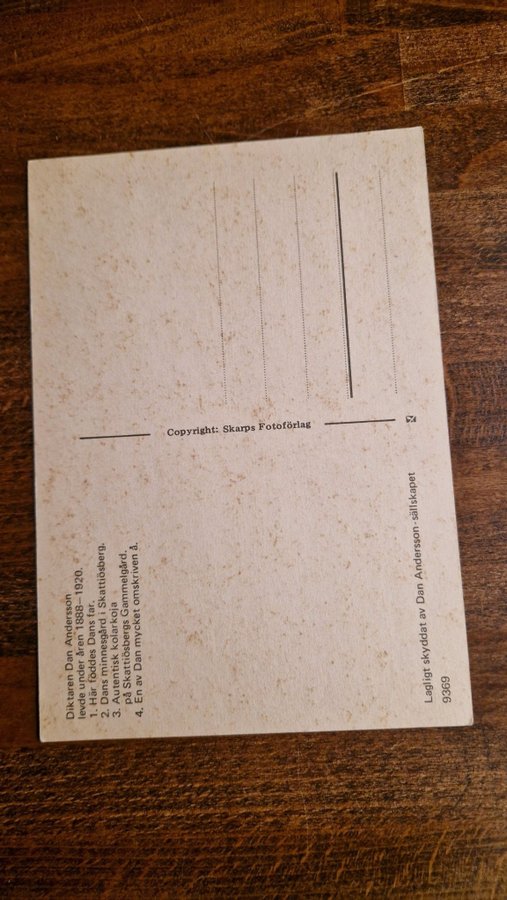 Diktaren Dan Andersson
levde under åren 1888—1920.
1. Här föddes Dans far.
2. Dans minnesgård i Skattlösberg.
3. Autentisk kolarkoja
på Skattlösbergs Gammelgård.
4. En av Dan mycket omskriven å.
Copyright: Skarps Fotoförlag
Lagligt skyddat av Dan Andersson-sällskapet
9369